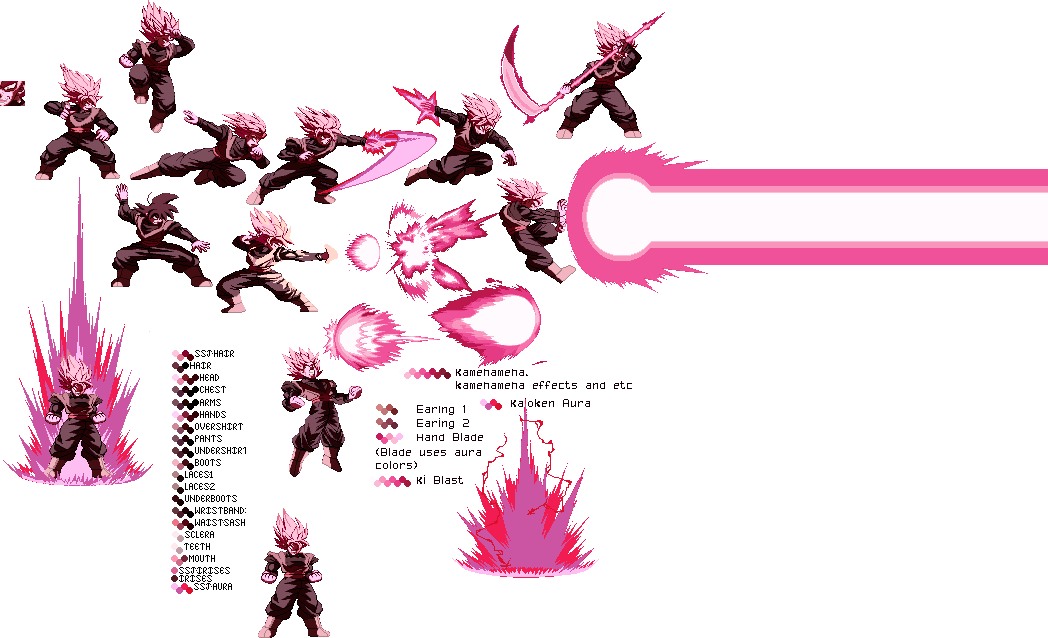 SSJHAIR
HAIR
HEAD
CHEST
ARMS
HANDS
OVERSHIRT
PANTS
UNDERSHIRT
BOOTS
LACES1
LACES2
UNDERBOOTS
WRISTBAND:
WAISTSASH
SCLERA
TEETH
MOUTH
SSJIRISES
IRISES
SSJAURA
Kamehameha.
kamehameha effects and etc
Kaioken Aura
Earing 1
Earing 2
Hand Blade
(Blade uses aura
colors)
Ki Blast